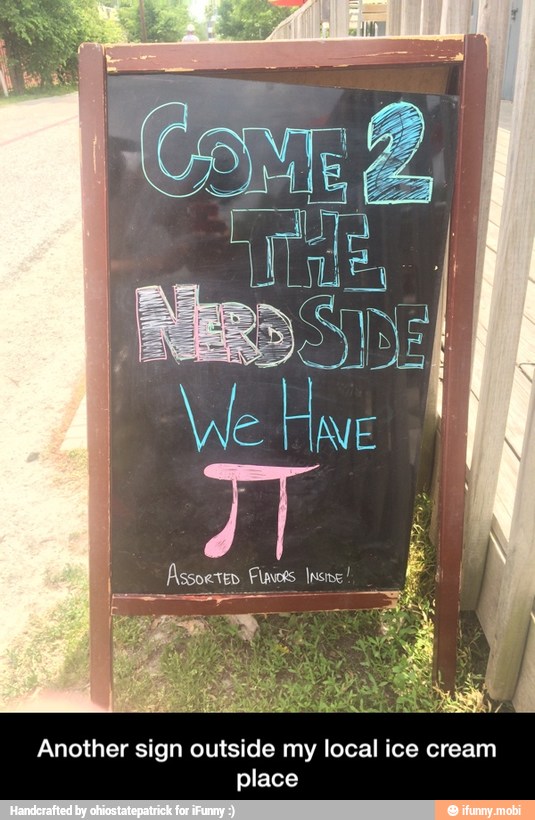 COME 2
THE
NERD SIDE
We HAVE
π
ASSORTED FLAVORS INSIDE!
Another sign outside my local ice cream
place
Handcrafted by ohiostatepatrick for iFunny :)
ifunny.mobi